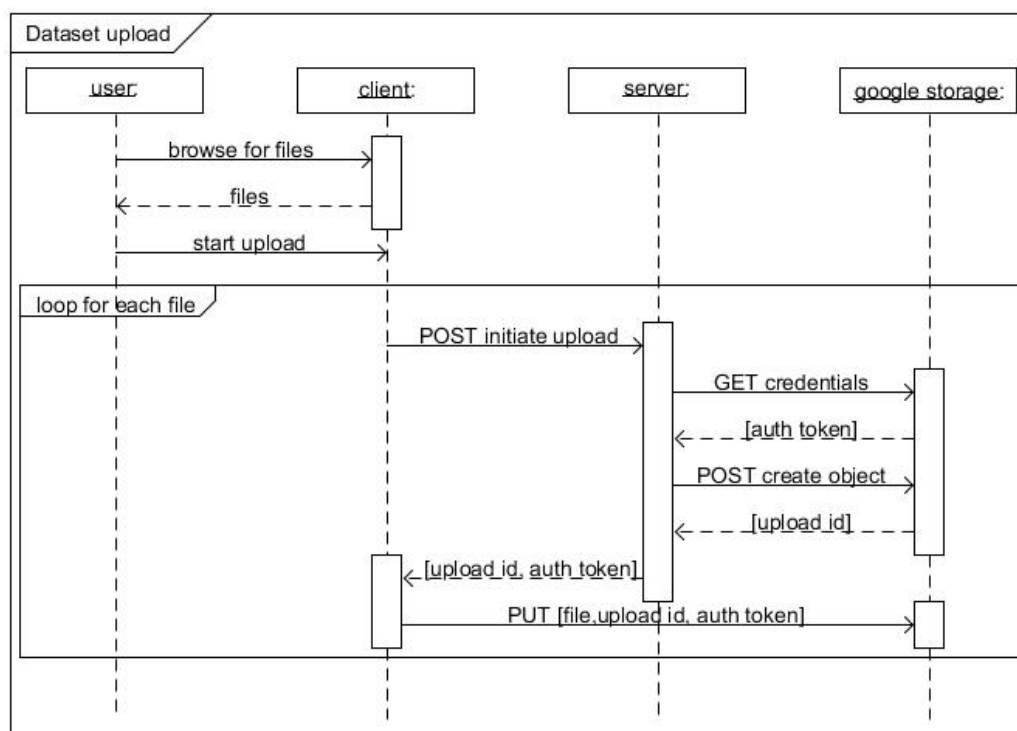 Dataset upload
user:
client:
server:
google storage:
browse for files
files
start upload
loop for each file
POST initiate upload
GET credentials
[auth token]
POST create object
[upload id]
[upload id, auth token]
PUT [file,upload id, auth token]